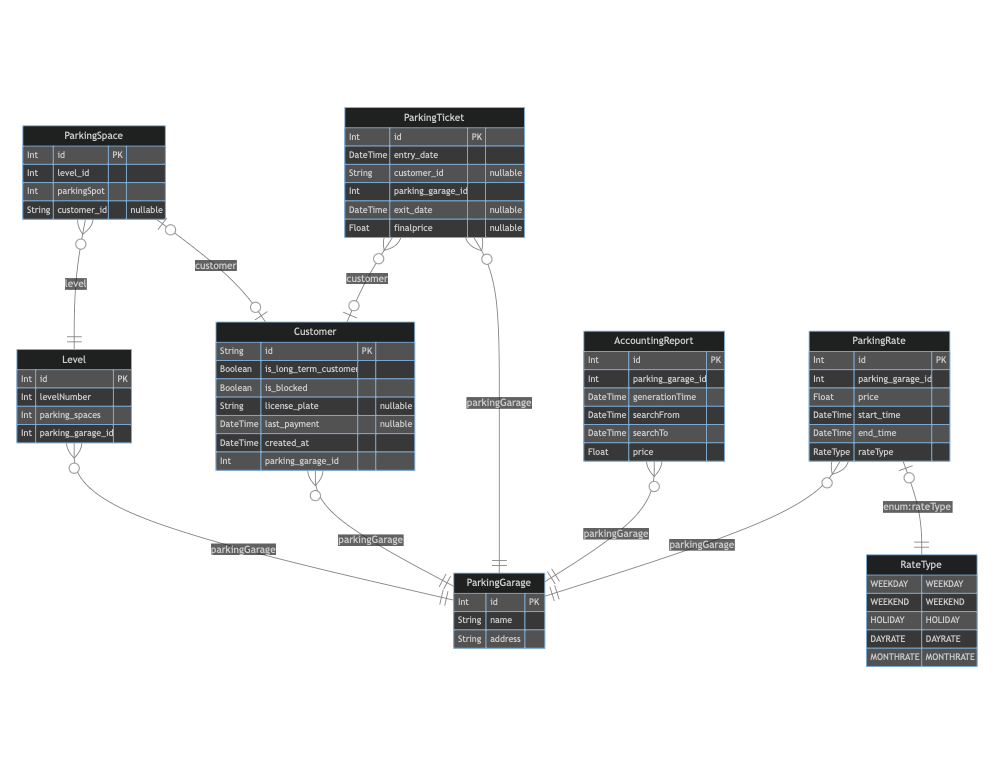 ParkingSpace
Int id PK
Int level_id
Int parkingSpot
String customer_id nullable
ParkingTicket
Int id PK
DateTime entry_date
String customer_id nullable
Int parking_garage_id
DateTime exit_date nullable
Float finalprice nullable
level
customer
customer
parkingGarage
Level
Int id PK
Int levelNumber
Int parking_spaces
Int parking_garage_id
Customer
String id PK
Boolean is_long_term_customer
Boolean is_blocked
String license_plate nullable
DateTime last_payment nullable
DateTime created_at
Int parking_garage_id
AccountingReport
Int id PK
Int parking_garage_id
DateTime generationTime
DateTime searchFrom
DateTime searchTo
Float price
ParkingRate
Int id PK
Int parking_garage_id
Float price
DateTime start_time
DateTime end_time
RateType rateType
parkingGarage
parkingGarage
parkingGarage
parkingGarage
enum:rateType
ParkingGarage
Int id PK
String name
String address
RateType
WEEKDAY WEEKDAY
WEEKEND WEEKEND
HOLIDAY HOLIDAY
DAYRATE DAYRATE
MONTHRATE MONTHRATE